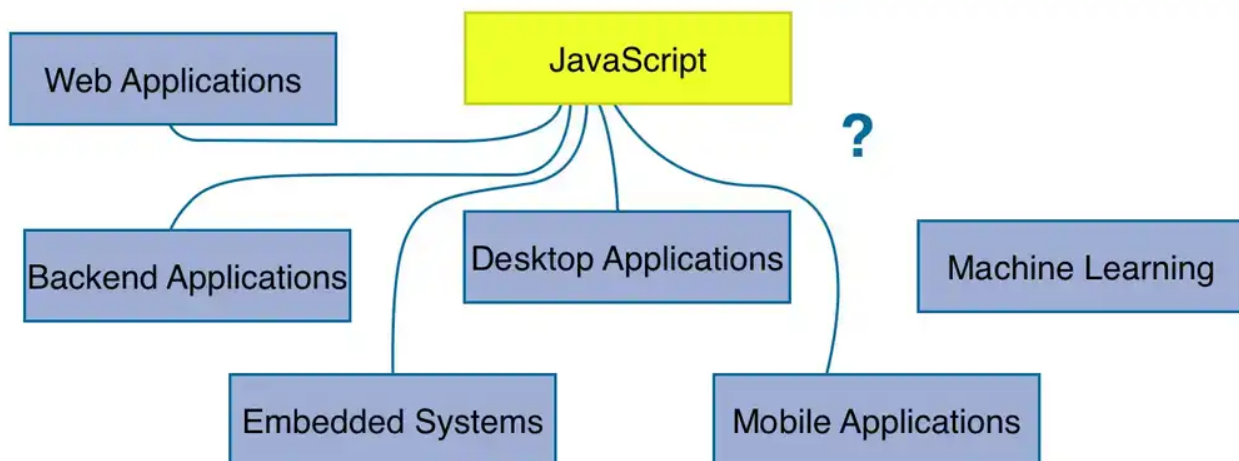 JavaScript
Web Applications
?
Backend Applications
Desktop Applications
Machine Learning
Embedded Systems
Mobile Applications